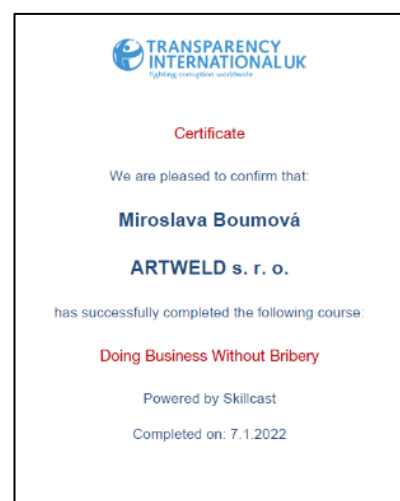 TRANSPARENCY
INTERNATIONAL UK
fighting corruption worldwide
Certificate
We are pleased to confirm that:
Miroslava Boumová
ARTWELD s. r. o.
has successfully completed the following course:
Doing Business Without Bribery
Powered by Skillcast
Completed on: 7.1.2022